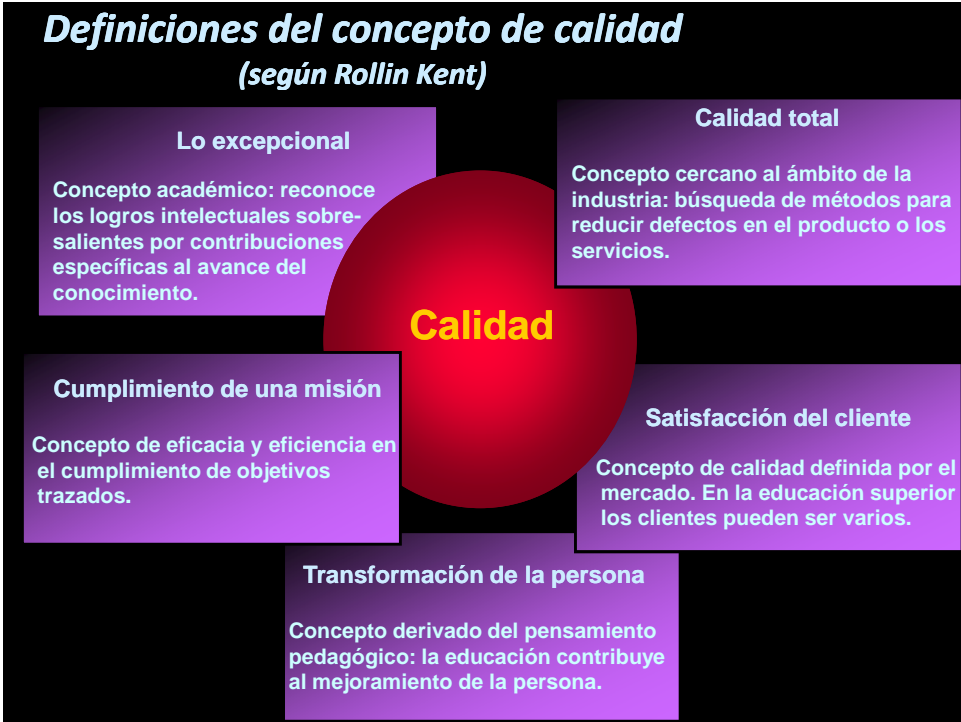 Definiciones del concepto de calidad
(según Rollin Kent)
Lo excepcional
Concepto académico: reconoce
los logros intelectuales sobre-
salientes por contribuciones
específicas al avance del
conocimiento.
Calidad total
Concepto cercano al ámbito de la
industria: búsqueda de métodos para
reducir defectos en el producto o los
servicios.
Calidad
Cumplimiento de una misión
Concepto de eficacia y eficiencia en
el cumplimiento de objetivos
trazados.
Satisfacción del cliente
Concepto de calidad definida por el
mercado. En la educación superior
los clientes pueden ser varios.
Transformación de la persona
Concepto derivado del pensamiento
pedagógico: la educación contribuye
al mejoramiento de la persona.